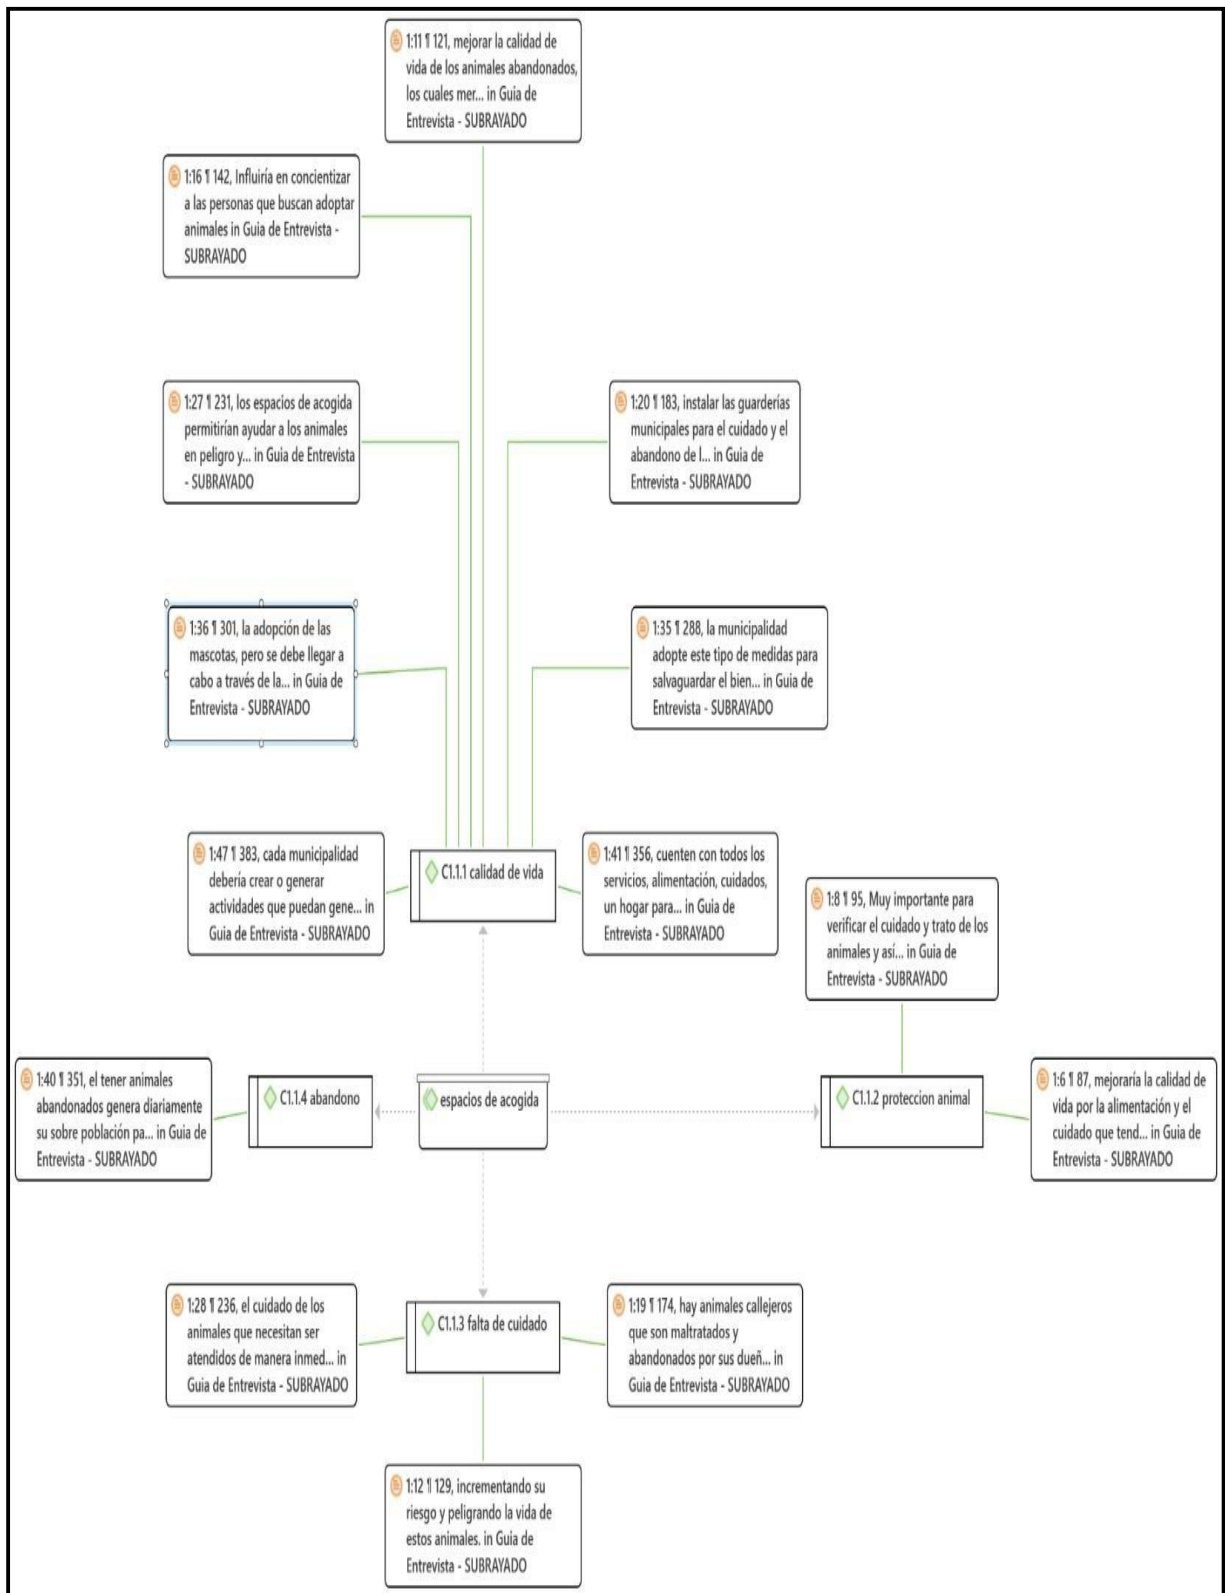 1:11 ¶ 121, mejorar la calidad de
vida de los animales abandonados,
los cuales mer... in Guia de
Entrevista - SUBRAYADO
1:16 ¶ 142, Influiría en concientizar
a las personas que buscan adoptar
animales in Guia de Entrevista -
SUBRAYADO
1:27 ¶ 231, los espacios de acogida
permitirían ayudar a los animales
en peligro y... in Guia de Entrevista
- SUBRAYADO
1:20 ¶ 183, instalar las guarderías
municipales para el cuidado y el
abandono de l... in Guia de
Entrevista - SUBRAYADO
1:36 ¶ 301, la adopción de las
mascotas, pero se debe llegar a
cabo a través de la... in Guia de
Entrevista - SUBRAYADO
1:35 ¶ 288, la municipalidad
adopte este tipo de medidas para
salvaguardar el bien... in Guia de
Entrevista - SUBRAYADO
1:47 ¶ 383, cada municipalidad
debería crear o generar
actividades que puedan gene... in
Guia de Entrevista - SUBRAYADO
C1.1.1 calidad de vida
1:41 ¶ 356, cuenten con todos los
servicios, alimentación, cuidados,
un hogar para... in Guia de
Entrevista - SUBRAYADO
1:8 ¶ 95, Muy importante para
verificar el cuidado y trato de los
animales y así... in Guia de
Entrevista - SUBRAYADO
1:40 ¶ 351, el tener animales
abandonados genera diariamente
su sobre población pa... in Guia de
Entrevista - SUBRAYADO
C1.1.4 abandono
espacios de acogida
C1.1.2 proteccion animal
1:6 ¶ 87, mejoraría la calidad de
vida por la alimentación y el
cuidado que tend... in Guia de
Entrevista - SUBRAYADO
1:28 ¶ 236, el cuidado de los
animales que necesitan ser
atendidos de manera inmed... in
Guia de Entrevista - SUBRAYADO
C1.1.3 falta de cuidado
1:19 ¶ 174, hay animales callejeros
que son maltratados y
abandonados por sus dueñ... in
Guia de Entrevista - SUBRAYADO
1:12 ¶ 129, incrementando su
riesgo y peligrando la vida de
estos animales. in Guia de
Entrevista - SUBRAYADO